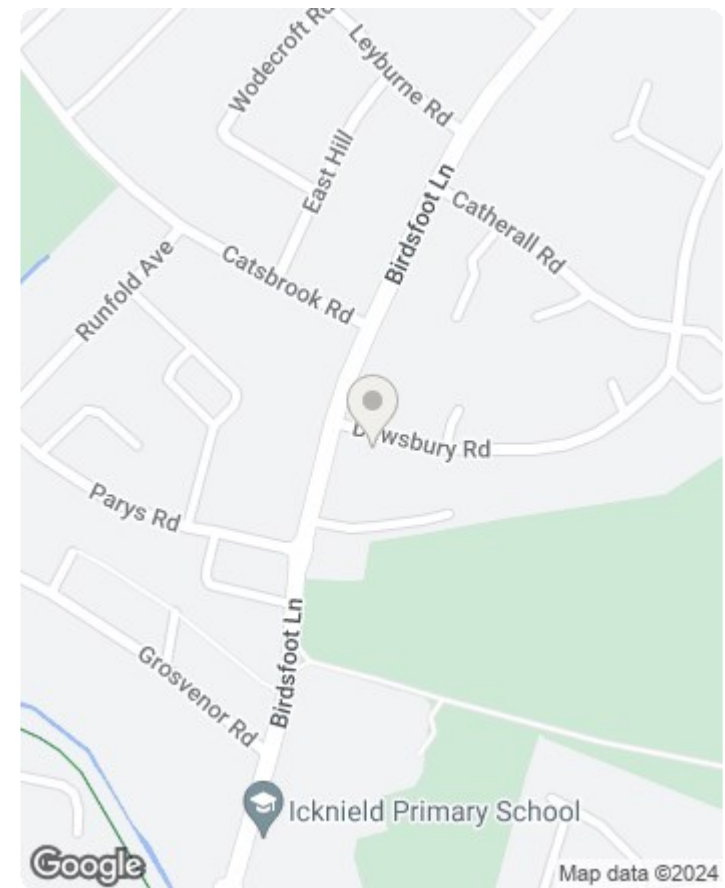 Wodecroft Rd
Leyburne Rd
East Hill
Birdsfoot Ln
Catherall Rd
Runfold Ave
Catsbrook Rd
wsbury Rd
Parys Rd
Birdsfoot Ln
Grosvenor Rd
Icknield Primary School
Google
Map data ©2024